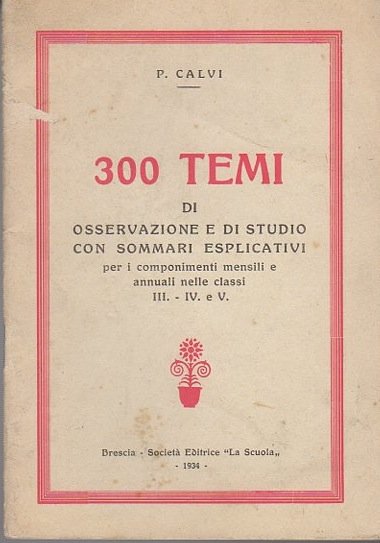 P. CALVI
300 TEMI
DI
OSSERVAZIONE E DI STUDIO
CON SOMMARI ESPLICATIVI
per i componimenti mensili e
annuali nelle classi
III. - IV. e V.
Brescia - Società Editrice "La Scuola„
- 1934 -